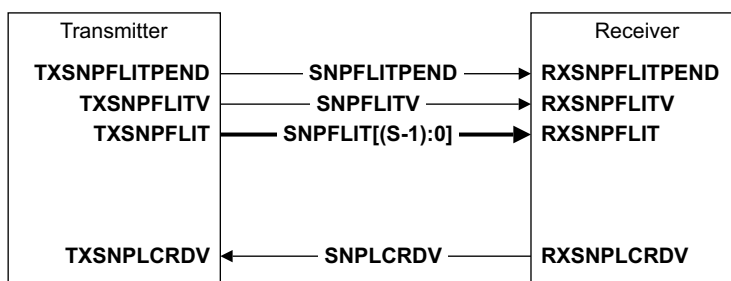 Transmitter Receiver
TXSNPFLITPEND SNPFLITPEND RXSNPFLITPEND
TXSNPFLITV SNPFLITV RXSNPFLITV
TXSNPFLIT SNPFLIT[(S-1):0] RXSNPFLIT
TXSNPLCRDV SNPLCRDV RXSNPLCRDV